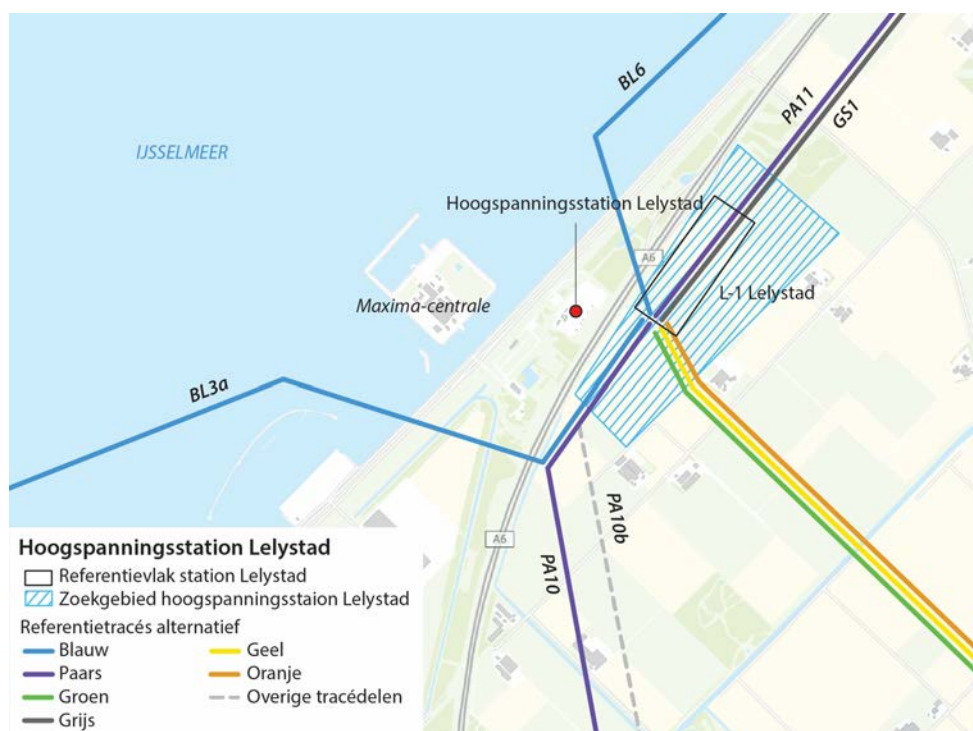 BL6
PA11
GS1
IJSSELMEER
Hoogspanningsstation Lelystad
A6
L-1 Lelystad
Maxima-centrale
BL3a
PA10b
PA10
A6
Hoogspanningsstation Lelystad
Referentievlak station Lelystad
Zoekgebied hoogspanningsstaion Lelystad
Referentietracés alternatief
Blauw
Paars
Groen
Grijs
Geel
Oranje
Overige tracédelen